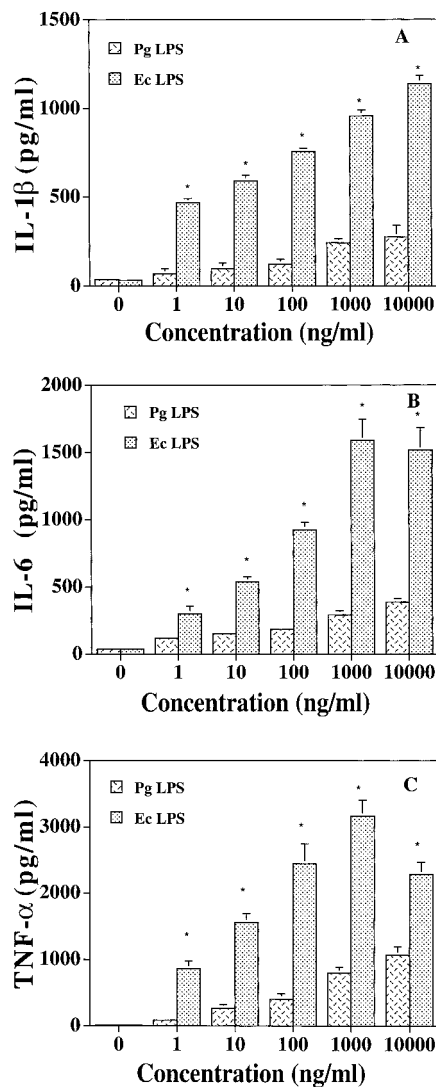 1500
A
Pg LPS
Ec LPS
1000
500
0
IL-1β (pg/ml)
* * * * *
0 1 10 100 1000 10000
Concentration (ng/ml)
2000
B
Pg LPS
Ec LPS
1500
1000
500
0
IL-6 (pg/ml)
* * * * *
0 1 10 100 1000 10000
Concentration (ng/ml)
4000
C
Pg LPS
Ec LPS
3000
2000
1000
0
TNF-α (pg/ml)
* * * * *
0 1 10 100 1000 10000
Concentration (ng/ml)